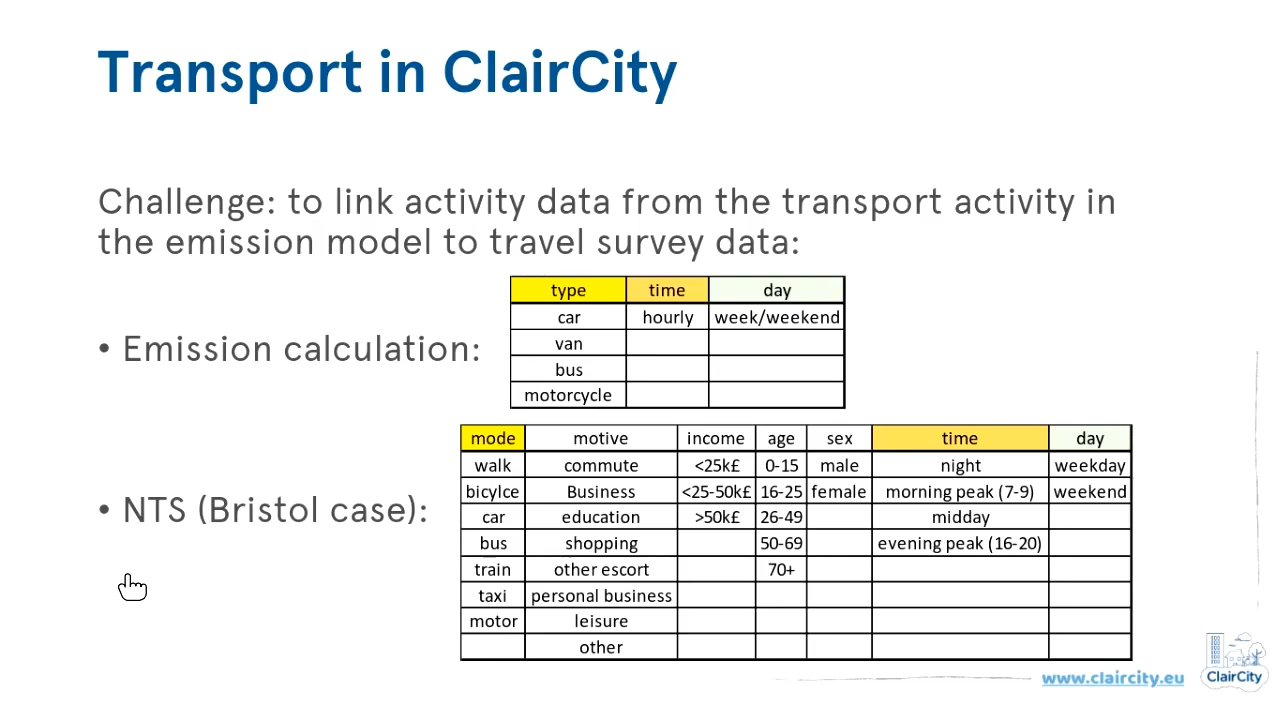 Transport in ClairCity
Challenge: to link activity data from the transport activity in
the emission model to travel survey data:
• Emission calculation:
type time day
car hourly week/weekend
van
bus
motorcycle
• NTS (Bristol case):
mode motive income age sex time day
walk commute <25k£ 0-15 male night weekday
bicylce Business <25-50k£ 16-25 female morning peak (7-9) weekend
car education >50k£ 26-49 midday
bus shopping 50-69 evening peak (16-20)
train other escort 70+
taxi personal business
motor leisure
other
www.claircity.eu
ClairCity